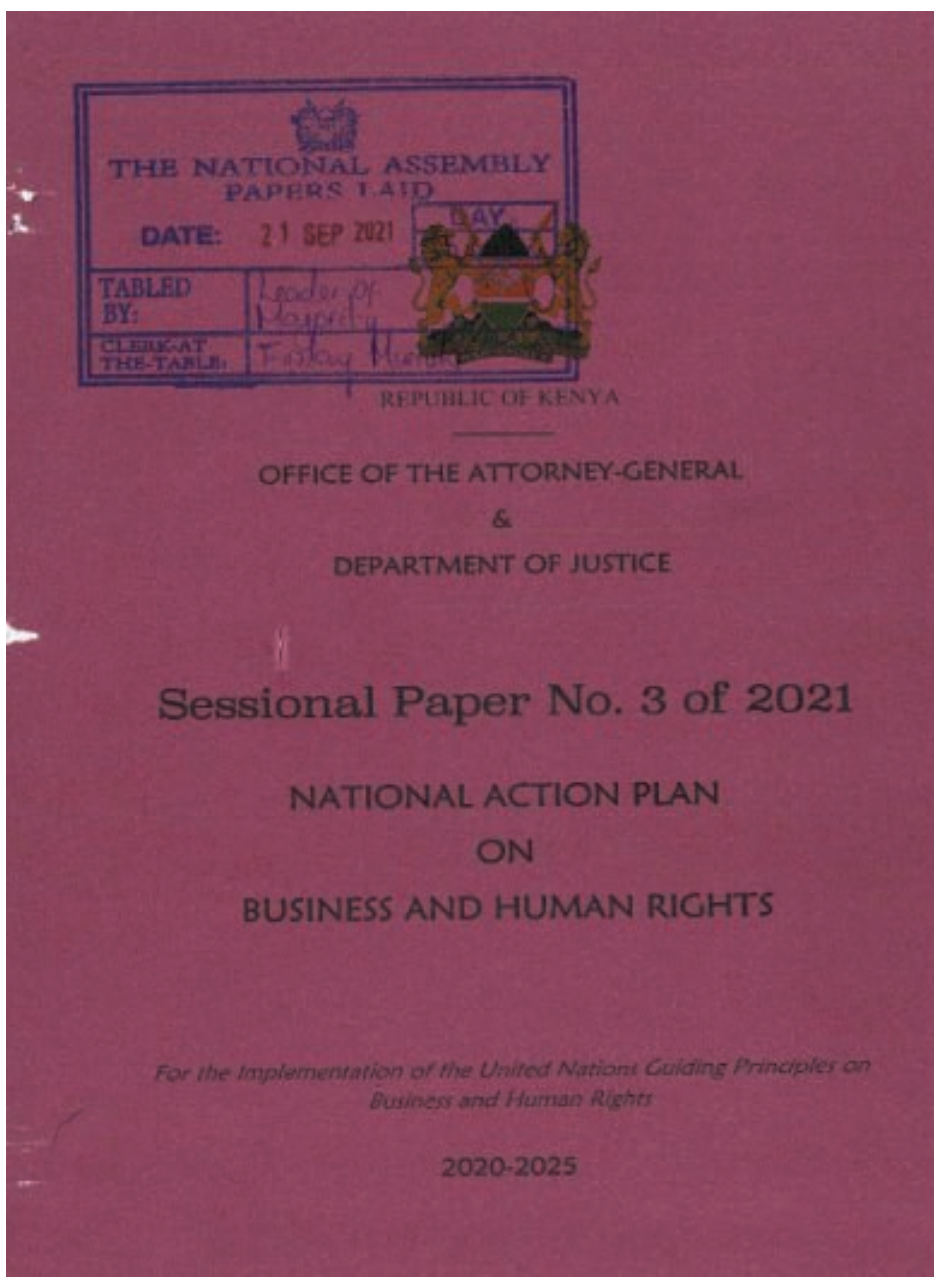 THE NATIONAL ASSEMBLY
PAPERS LAID
DATE: 21 SEP 2021
DAY
TABLED
BY:
Leader of
Majority
CLERK-AT
THE-TABLE:
REPUBLIC OF KENYA
OFFICE OF THE ATTORNEY-GENERAL
&
DEPARTMENT OF JUSTICE
Sessional Paper No. 3 of 2021
NATIONAL ACTION PLAN
ON
BUSINESS AND HUMAN RIGHTS
For the Implementation of the United Nations Guiding Principles on
Business and Human Rights
2020-2025